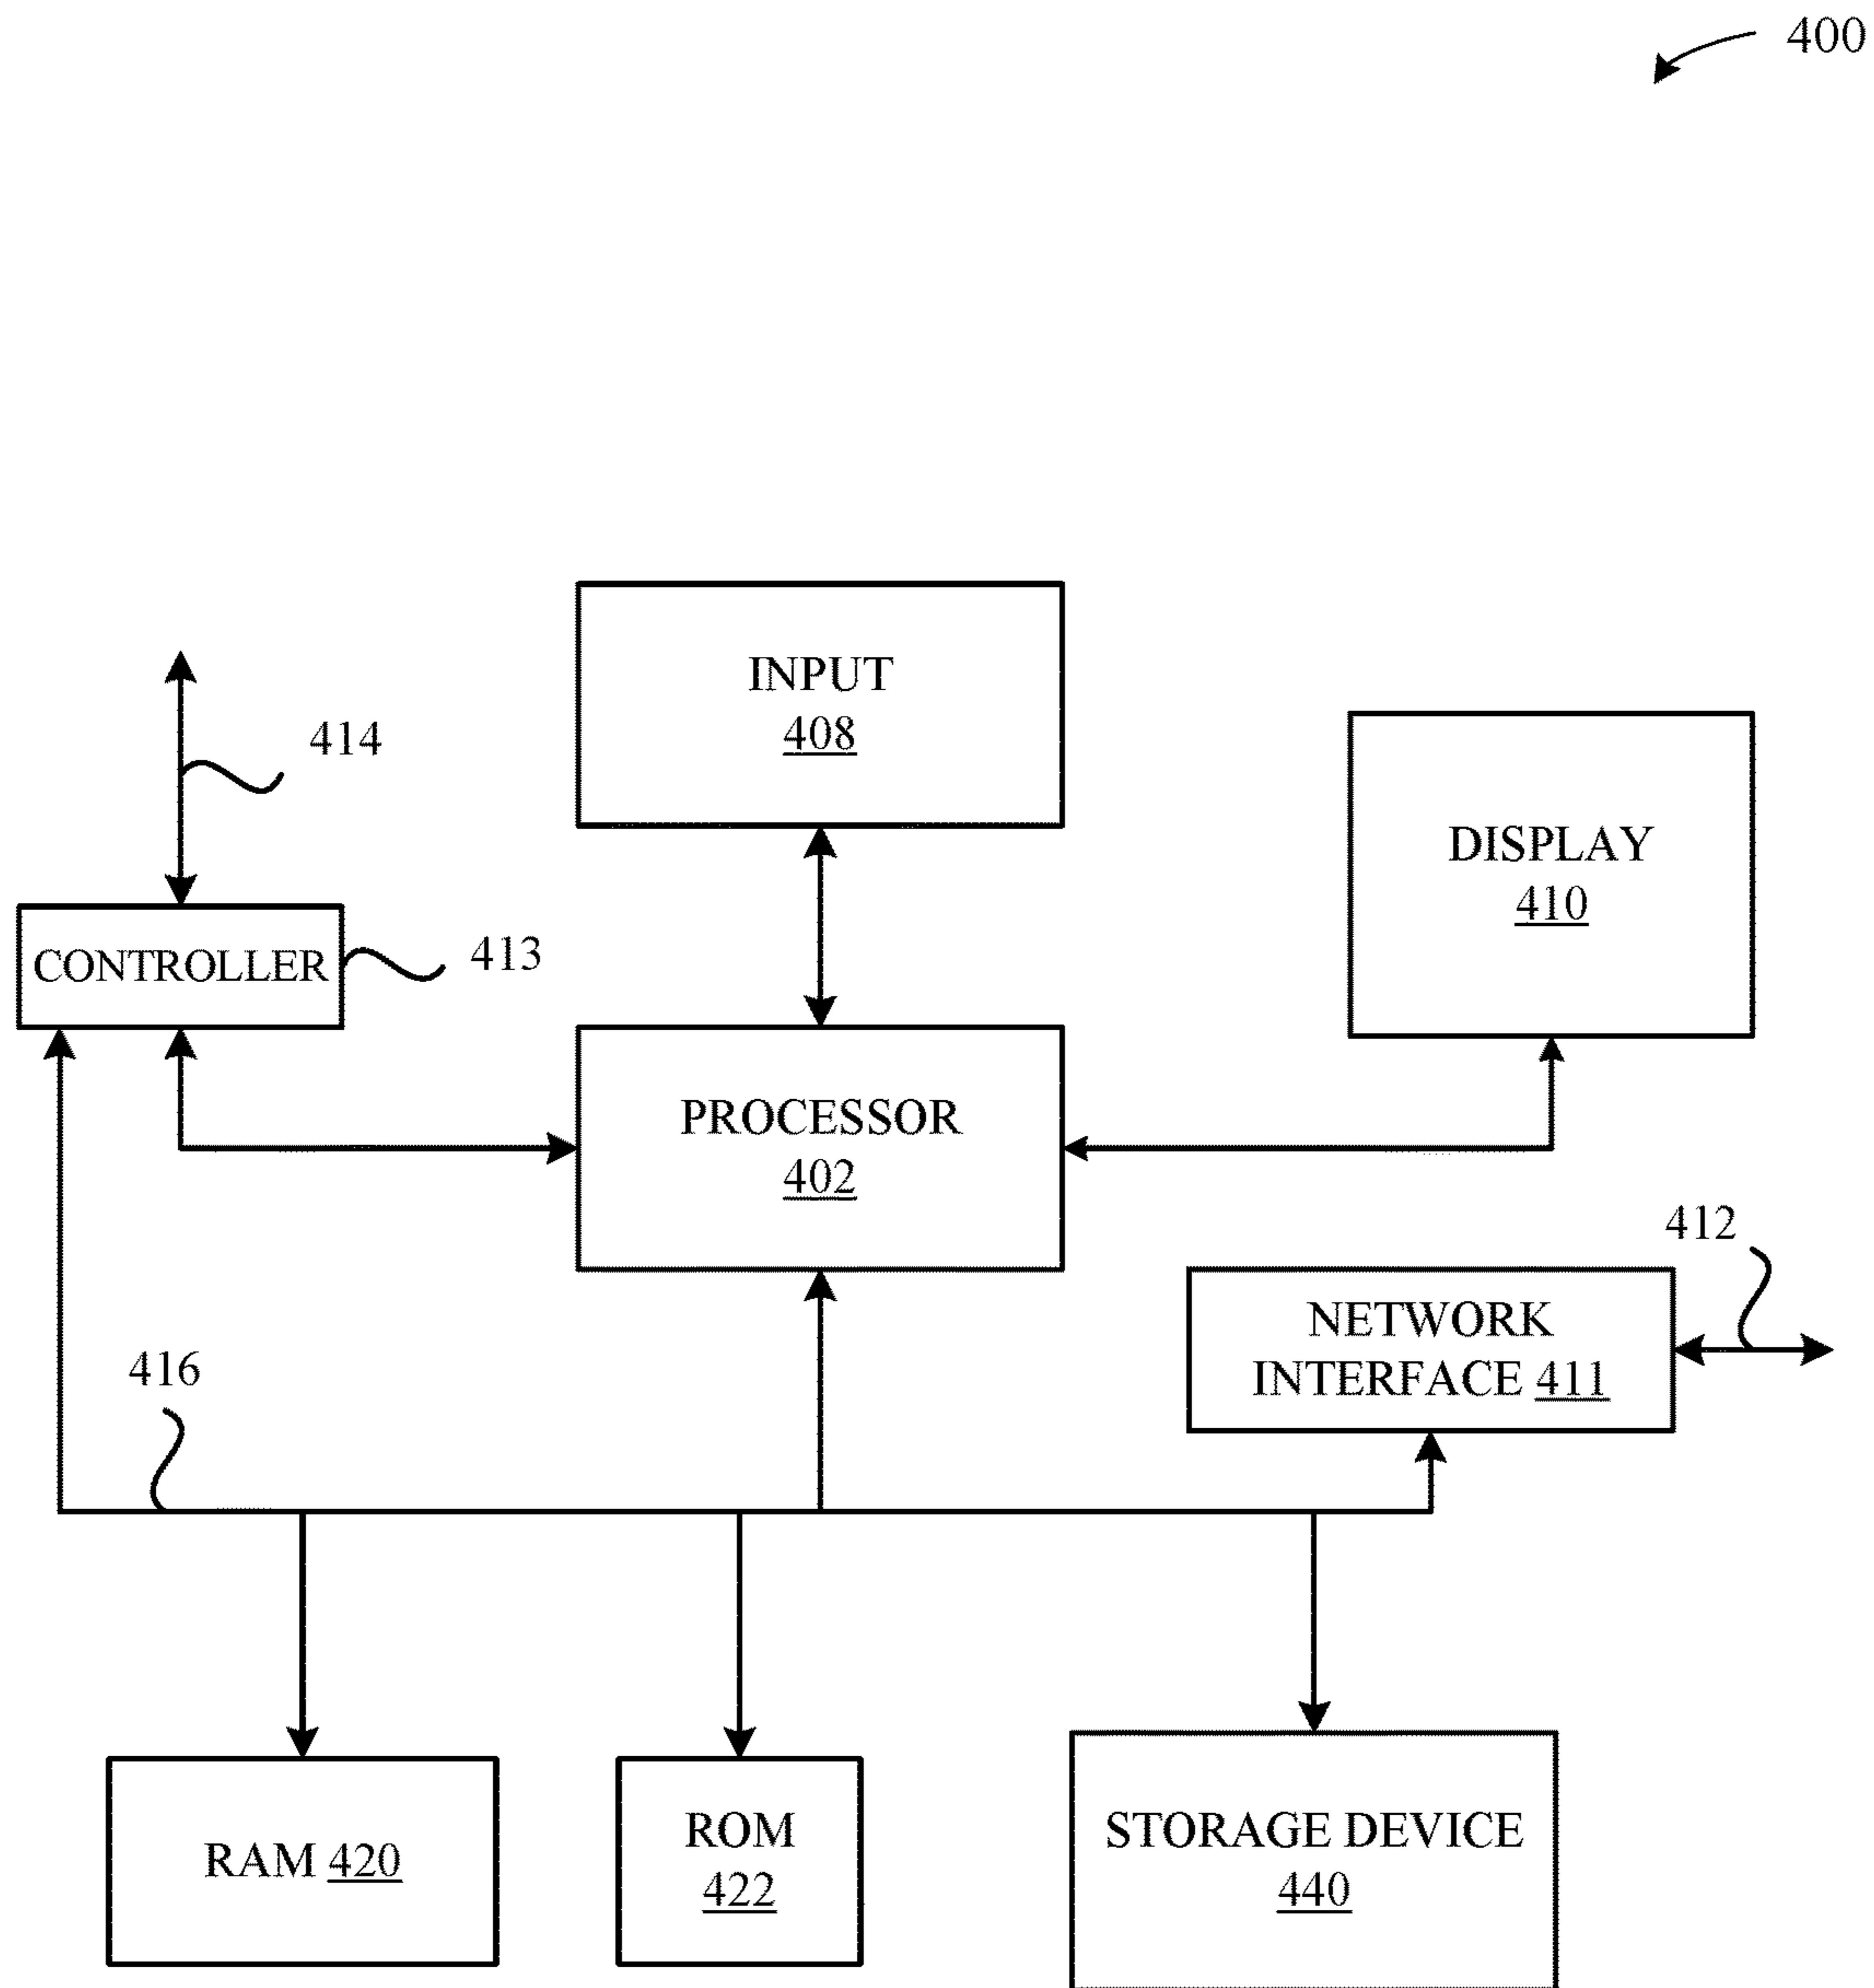 400
INPUT
408
414
DISPLAY
410
CONTROLLER
413
PROCESSOR
402
412
NETWORK
INTERFACE 411
416
RAM 420
ROM
422
STORAGE DEVICE
440